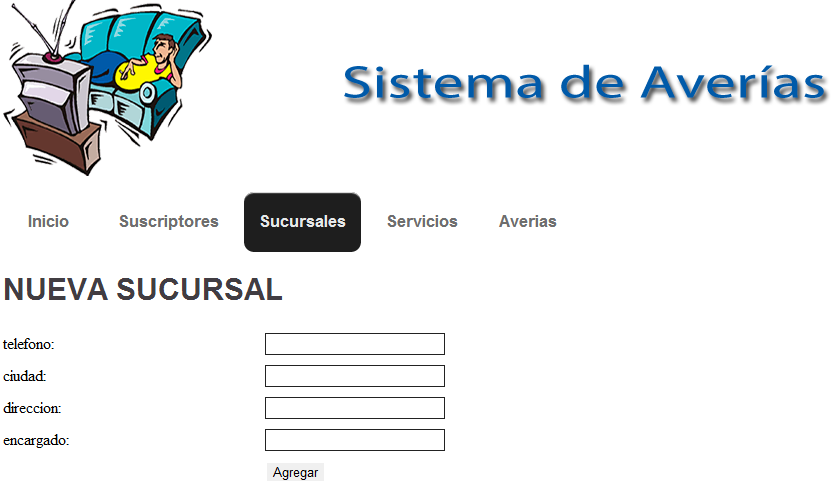 Sistema de Averías
Inicio Suscriptores Sucursales Servicios Averias
NUEVA SUCURSAL
telefono:
ciudad:
direccion:
encargado:
Agregar